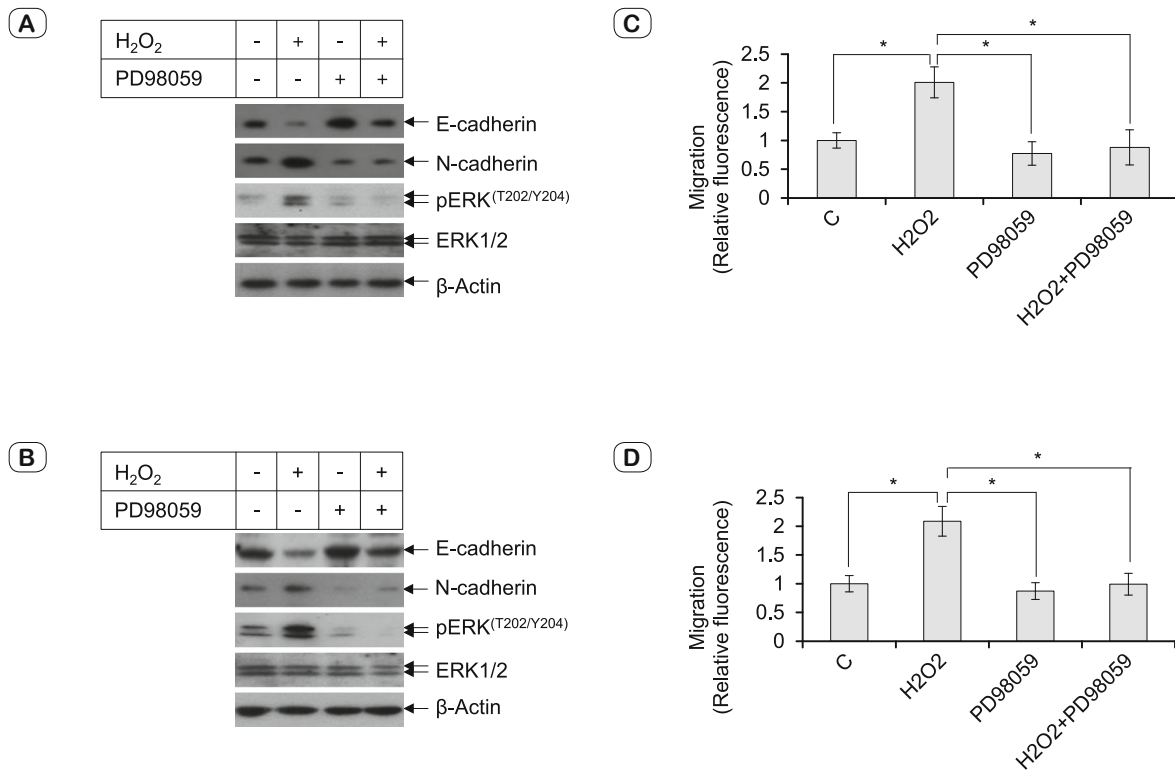 A
H₂O₂ - + - +
PD98059 - - + +
E-cadherin
N-cadherin
pERK(T202/Y204)
ERK1/2
β-Actin
C
* * *
2.5
2
1.5
1
0.5
0
Migration
(Relative fluorescence)
C
H2O2
PD98059
H2O2+PD98059
B
H₂O₂ - + - +
PD98059 - - + +
E-cadherin
N-cadherin
pERK(T202/Y204)
ERK1/2
β-Actin
D
* * *
2.5
2
1.5
1
0.5
0
Migration
(Relative fluorescence)
C
H2O2
PD98059
H2O2+PD98059